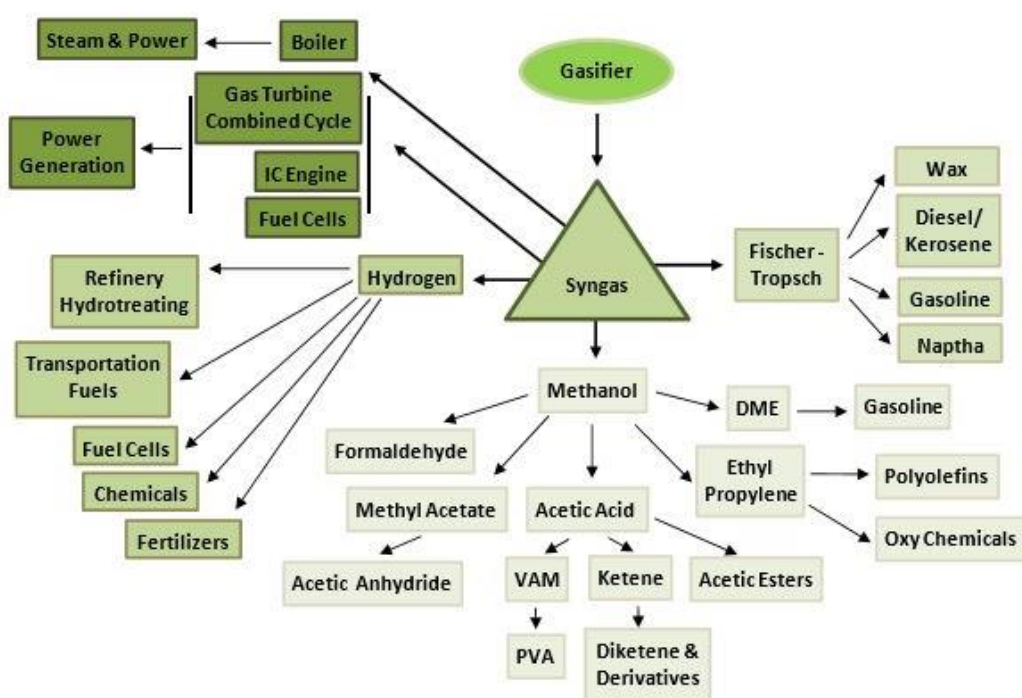 Steam & Power
Boiler
Gasifier
Gas Turbine
Combined Cycle
Power
Generation
IC Engine
Fuel Cells
Wax
Diesel/
Kerosene
Fischer -
Tropsch
Gasoline
Naptha
Syngas
Hydrogen
Refinery
Hydrotreating
Transportation
Fuels
Fuel Cells
Chemicals
Fertilizers
Methanol
DME
Gasoline
Formaldehyde
Ethyl
Propylene
Polyolefins
Oxy Chemicals
Methyl Acetate
Acetic Acid
Acetic Anhydride
VAM
Ketene
Acetic Esters
PVA
Diketene &
Derivatives